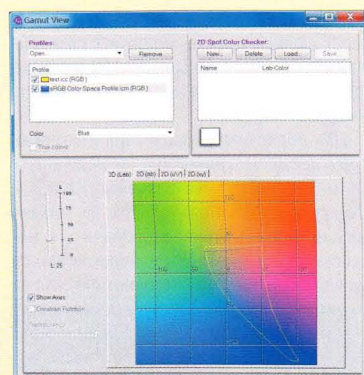 Gamut View
Profiles:
Open
Remove
Profile
test.icc (RGB)
sRGB Color Space Profile.icm (RGB)
Color
Blue
True colors
2D Spot Color Checker:
New...
Delete
Load...
Save...
Name
Lab-Color
3D (Lab)
2D (ab)
2D (u'v')
2D (xy)
L
100
75
50
25
0
L: 25
Show Axes